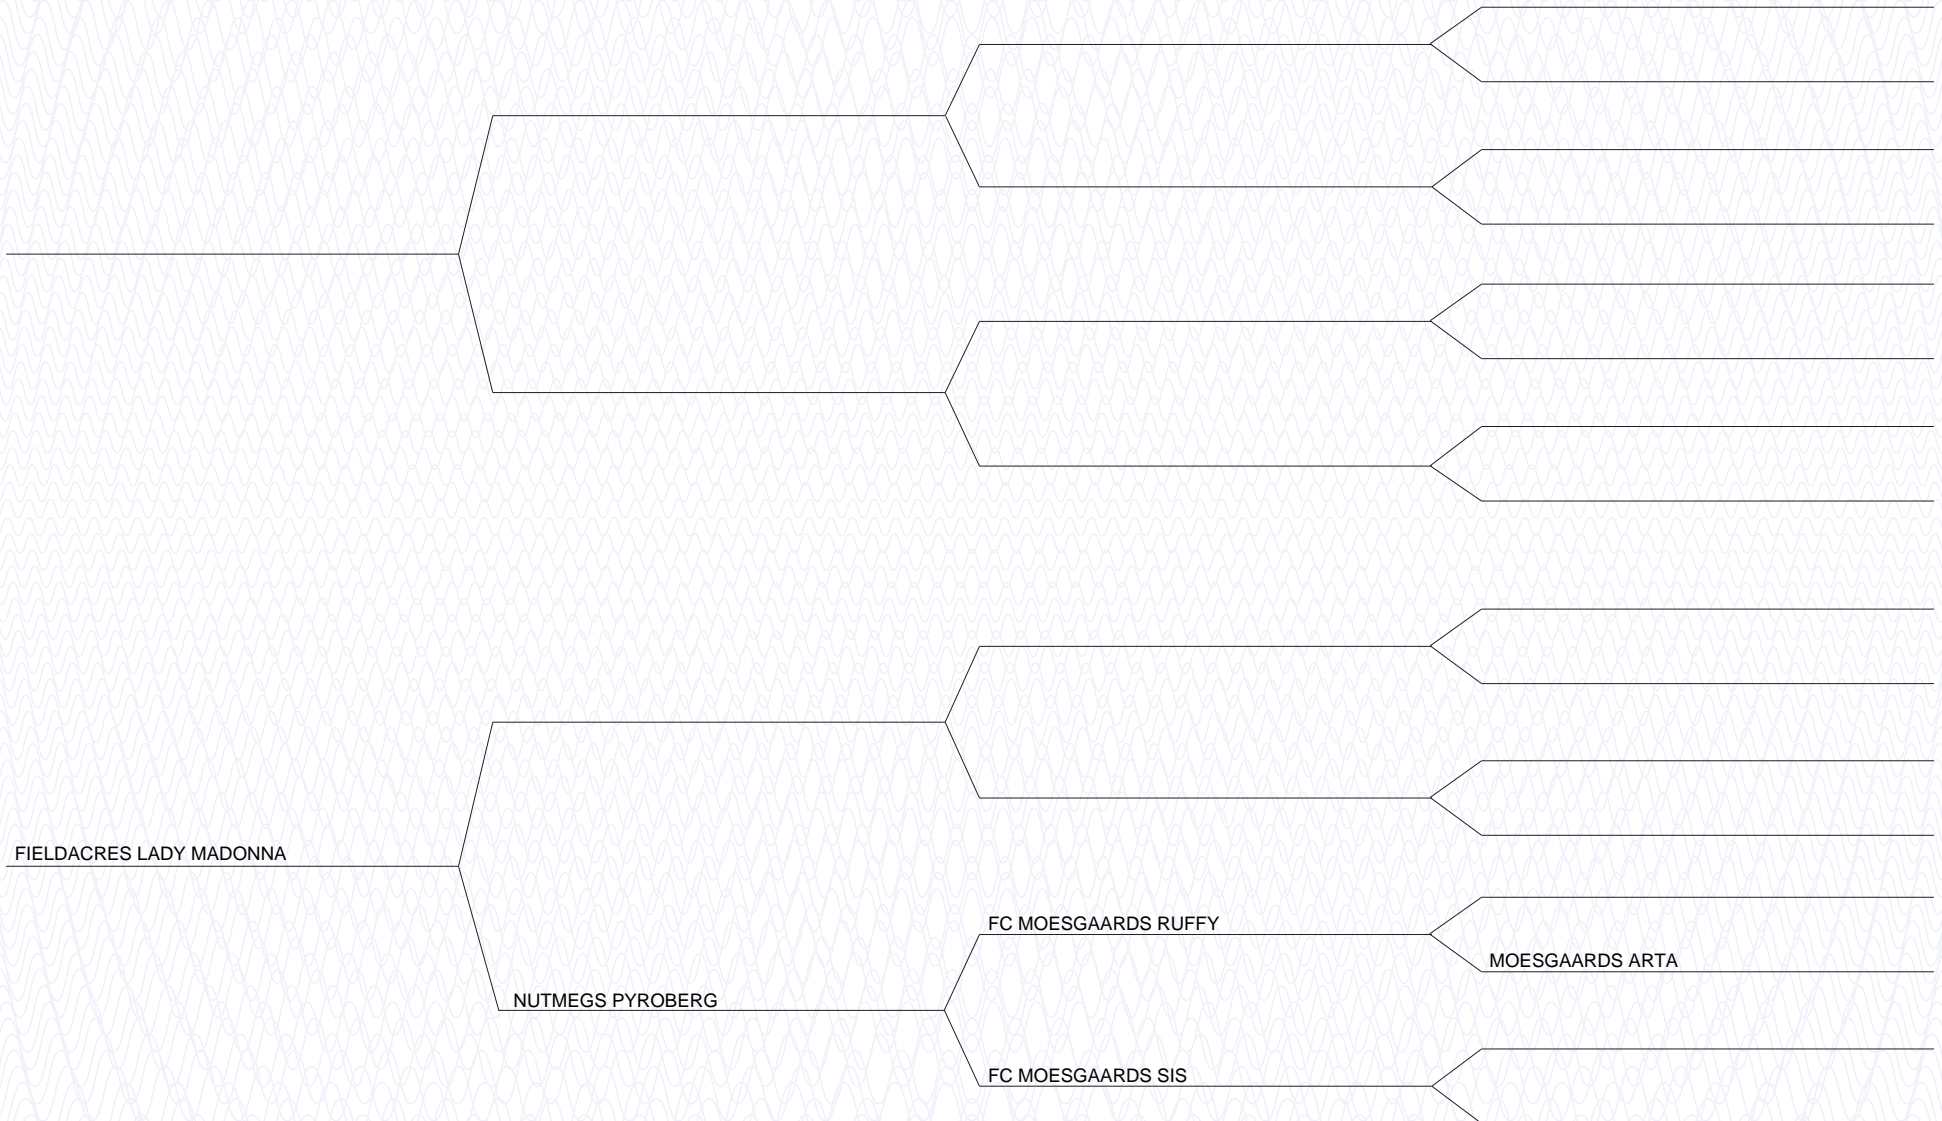 FIELDACRES LADY MADONNA
FC MOESGAARDS RUFFY
MOESGAARDS ARTA
NUTMEGS PYROBERG
FC MOESGAARDS SIS